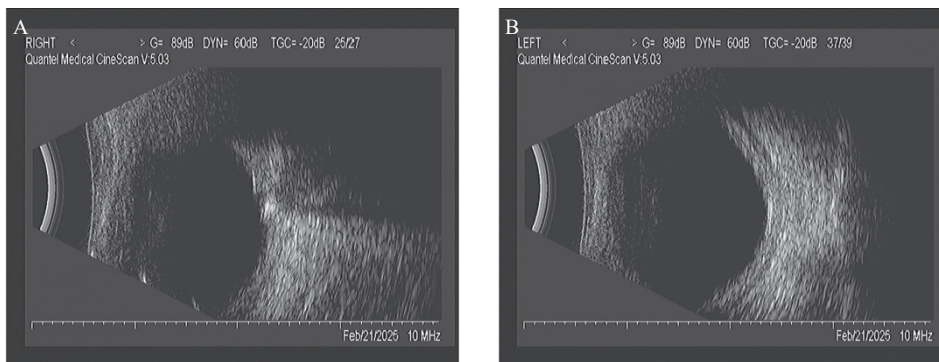 A
RIGHT < > G= 89dB DYN= 60dB TGC= -20dB 25/27
Quantel Medical CineScan V:5.03
Feb/21/2025 10 MHz
B
LEFT < > G= 89dB DYN= 60dB TGC= -20dB 37/39
Quantel Medical CineScan V:5.03
Feb/21/2025 10 MHz